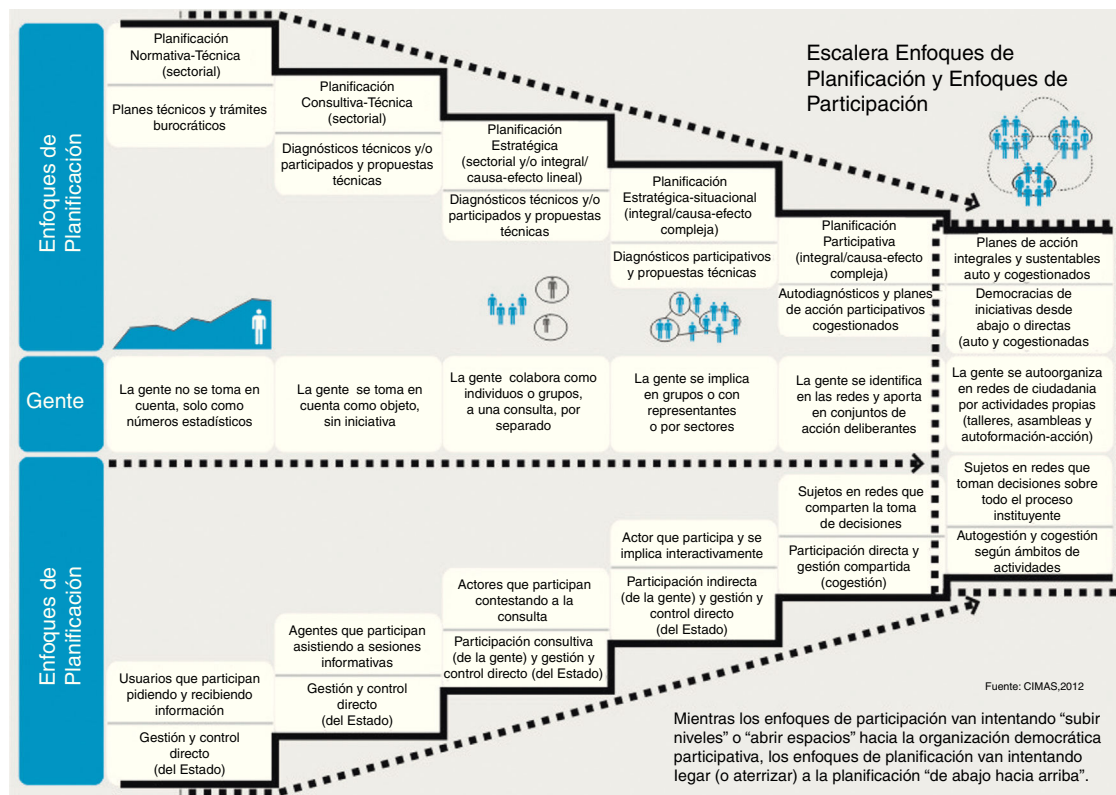 Escalera Enfoques de
Planificación y Enfoques de
Participación
Enfoques de
Planificación
Planificación
Normativa-Técnica
(sectorial)
Planes técnicos y trámites
burocráticos
Planificación
Consultiva-Técnica
(sectorial)
Diagnósticos técnicos y/o
participados y propuestas
técnicas
Planificación
Estratégica
(sectorial y/o integral/
causa-efecto lineal)
Diagnósticos técnicos y/o
participados y propuestas
técnicas
Planificación
Estratégica-situacional
(integral/causa-efecto
compleja)
Diagnósticos participativos
y propuestas técnicas
Planificación
Participativa
(integral/causa-efecto
compleja)
Autodiagnósticos y planes
de acción participativos
cogestionados
Planes de acción
integrales y sustentables
auto y cogestionados
Democracias de
iniciativas desde
abajo o directas
(auto y cogestionadas
Gente
La gente no se toma en
cuenta, solo como
números estadísticos
La gente se toma en
cuenta como objeto,
sin iniciativa
La gente colabora como
individuos o grupos,
a una consulta, por
separado
La gente se implica
en grupos o con
representantes
o por sectores
La gente se identifica
en las redes y aporta
en conjuntos de
acción deliberantes
La gente se autoorganiza
en redes de ciudadanía
por actividades propias
(talleres, asambleas y
autoformación-acción)
Enfoques de
Planificación
Usuarios que participan
pidiendo y recibiendo
información
Gestión y control
directo
(del Estado)
Agentes que participan
asistiendo a sesiones
informativas
Gestión y control
directo
(del Estado)
Actores que participan
contestando a la
consulta
Participación consultiva
(de la gente) y gestión y
control directo (del Estado)
Actor que participa y se
implica interactivamente
Participación indirecta
(de la gente) y gestión y
control directo
(del Estado)
Sujetos en redes que
comparten la toma
de decisiones
Participación directa y
gestión compartida
(cogestión)
Sujetos en redes que
toman decisiones sobre
todo el proceso
instituyente
Autogestión y cogestión
según ámbitos de
actividades
Fuente: CIMAS,2012
Mientras los enfoques de participación van intentando “subir
niveles” o “abrir espacios” hacia la organización democrática
participativa, los enfoques de planificación van intentando
legar (o aterrizar) a la planificación “de abajo hacia arriba”.